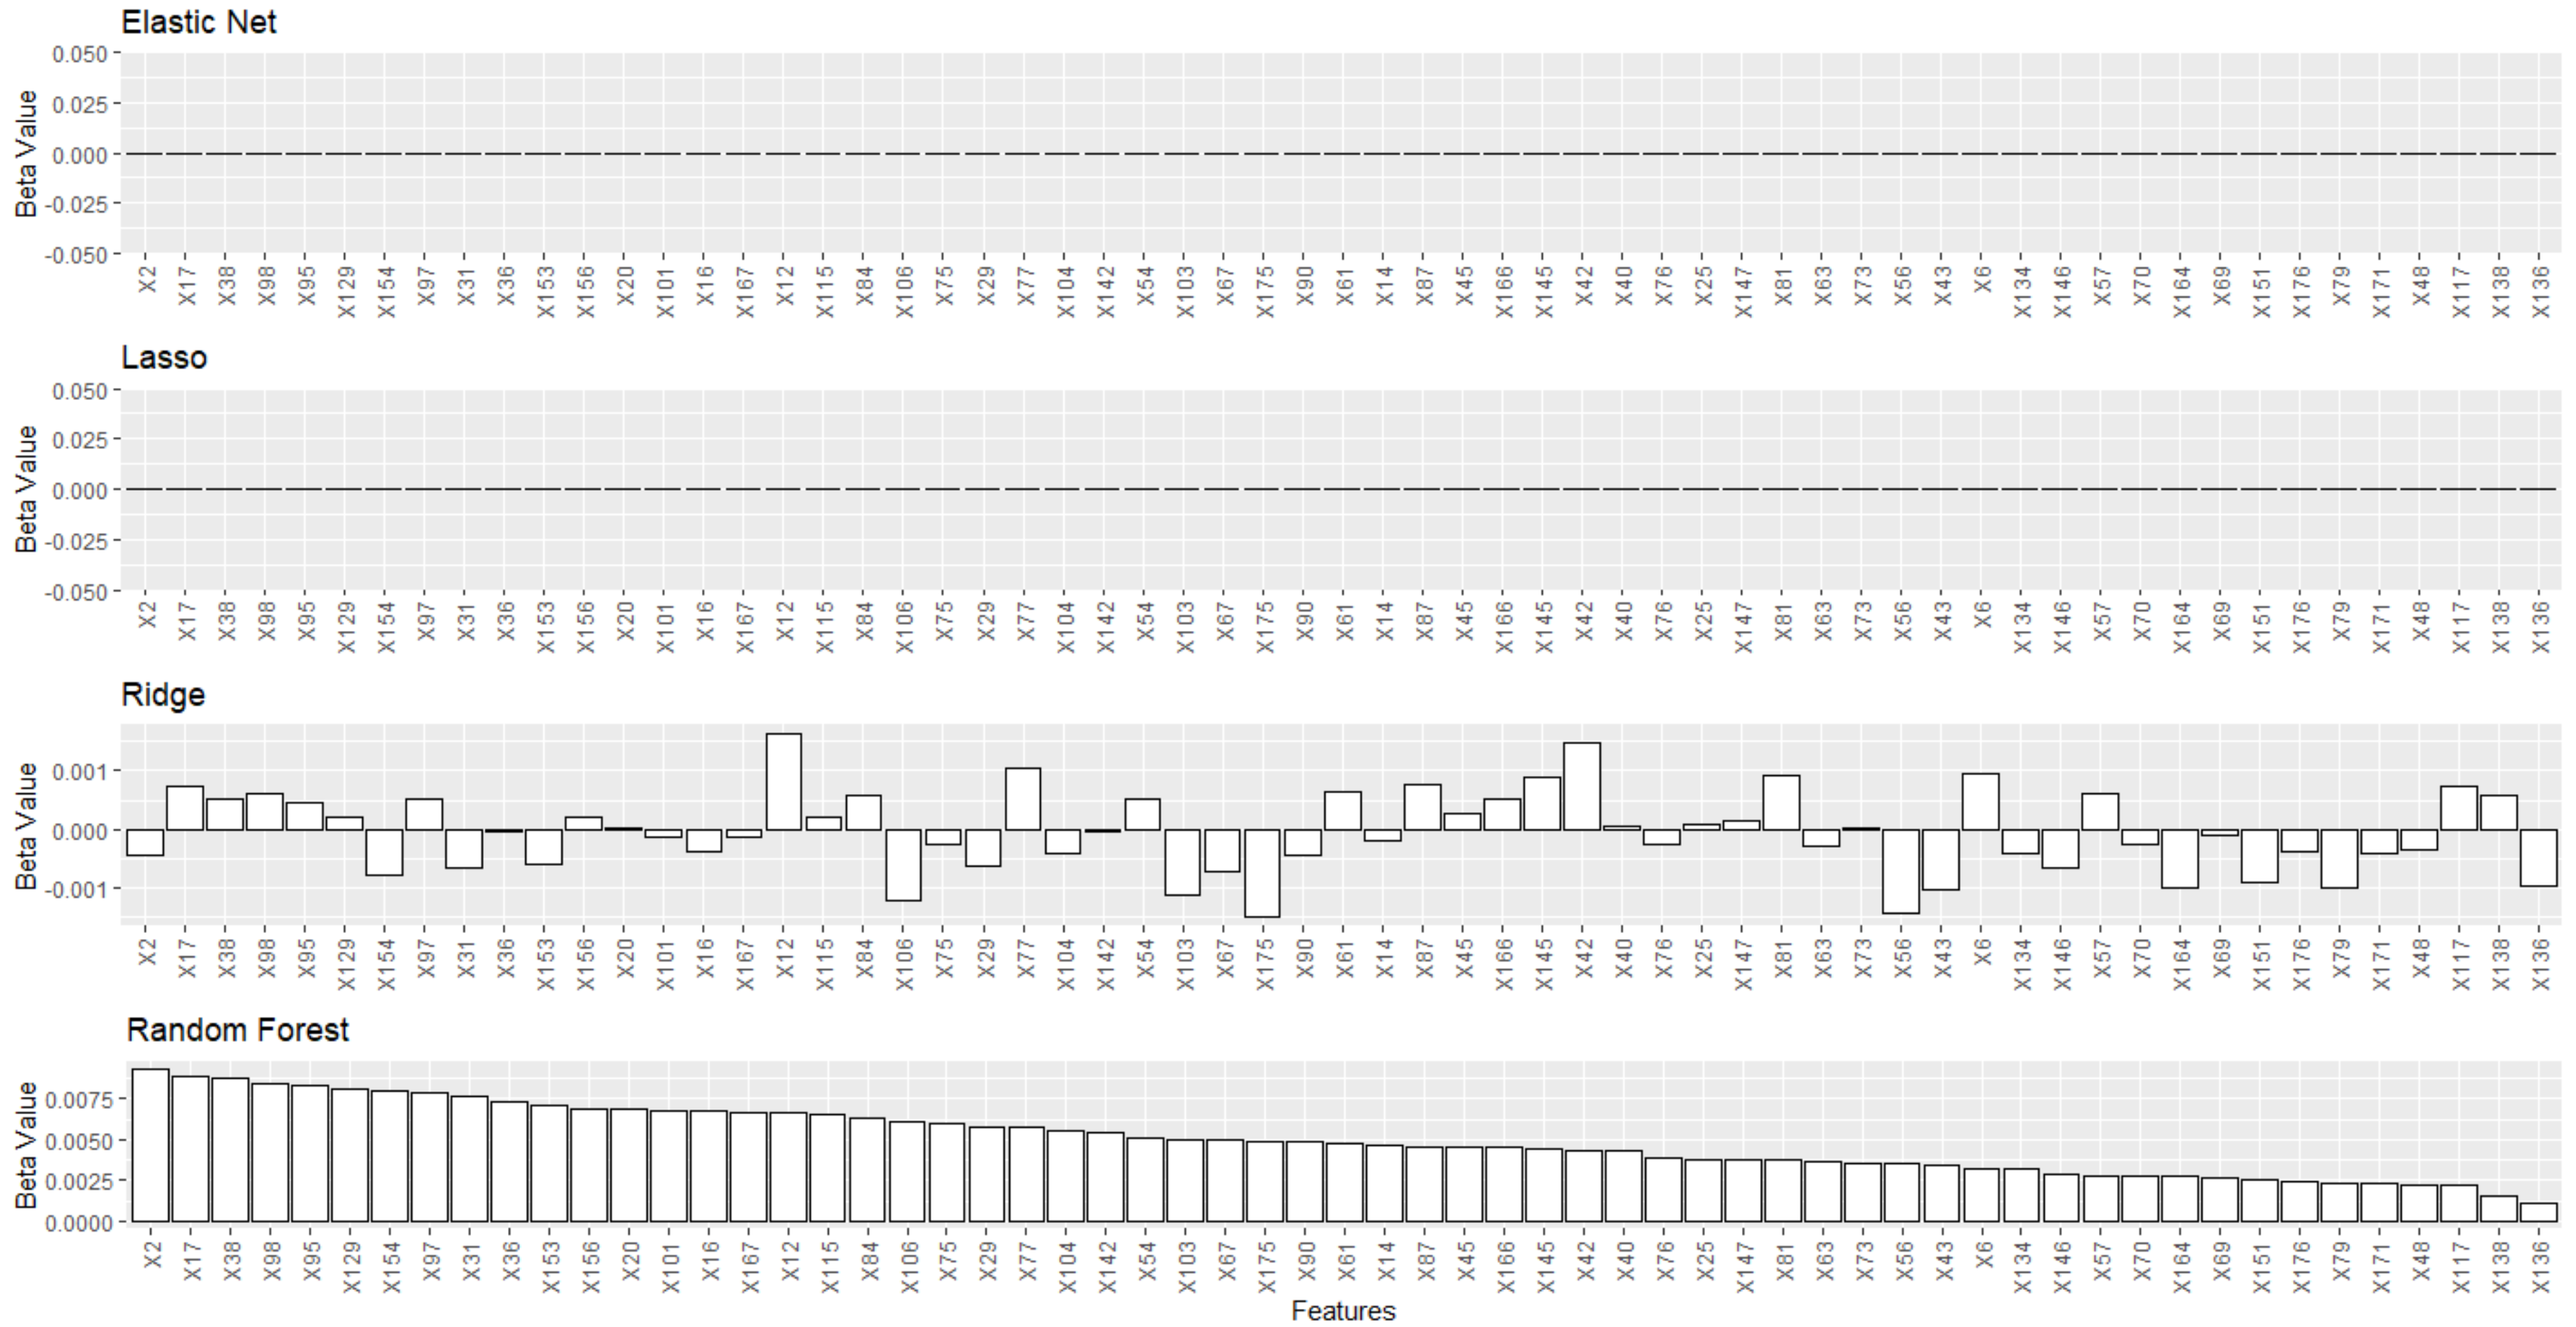 Elastic Net
Beta Value
0.050
0.025
0.000
-0.025
-0.050
X2 X17 X38 X98 X95 X129 X154 X97 X31 X36 X153 X156 X20 X101 X16 X167 X12 X115 X84 X106 X75 X29 X77 X104 X142 X54 X103 X67 X175 X90 X61 X14 X87 X45 X166 X145 X42 X40 X76 X25 X147 X81 X63 X73 X56 X43 X6 X134 X146 X57 X70 X164 X69 X151 X176 X79 X171 X48 X117 X138 X136
Lasso
Beta Value
0.050
0.025
0.000
-0.025
-0.050
X2 X17 X38 X98 X95 X129 X154 X97 X31 X36 X153 X156 X20 X101 X16 X167 X12 X115 X84 X106 X75 X29 X77 X104 X142 X54 X103 X67 X175 X90 X61 X14 X87 X45 X166 X145 X42 X40 X76 X25 X147 X81 X63 X73 X56 X43 X6 X134 X146 X57 X70 X164 X69 X151 X176 X79 X171 X48 X117 X138 X136
Ridge
Beta Value
0.001
0.000
-0.001
X2 X17 X38 X98 X95 X129 X154 X97 X31 X36 X153 X156 X20 X101 X16 X167 X12 X115 X84 X106 X75 X29 X77 X104 X142 X54 X103 X67 X175 X90 X61 X14 X87 X45 X166 X145 X42 X40 X76 X25 X147 X81 X63 X73 X56 X43 X6 X134 X146 X57 X70 X164 X69 X151 X176 X79 X171 X48 X117 X138 X136
Random Forest
Beta Value
0.0075
0.0050
0.0025
0.0000
X2 X17 X38 X98 X95 X129 X154 X97 X31 X36 X153 X156 X20 X101 X16 X167 X12 X115 X84 X106 X75 X29 X77 X104 X142 X54 X103 X67 X175 X90 X61 X14 X87 X45 X166 X145 X42 X40 X76 X25 X147 X81 X63 X73 X56 X43 X6 X134 X146 X57 X70 X164 X69 X151 X176 X79 X171 X48 X117 X138 X136
Features